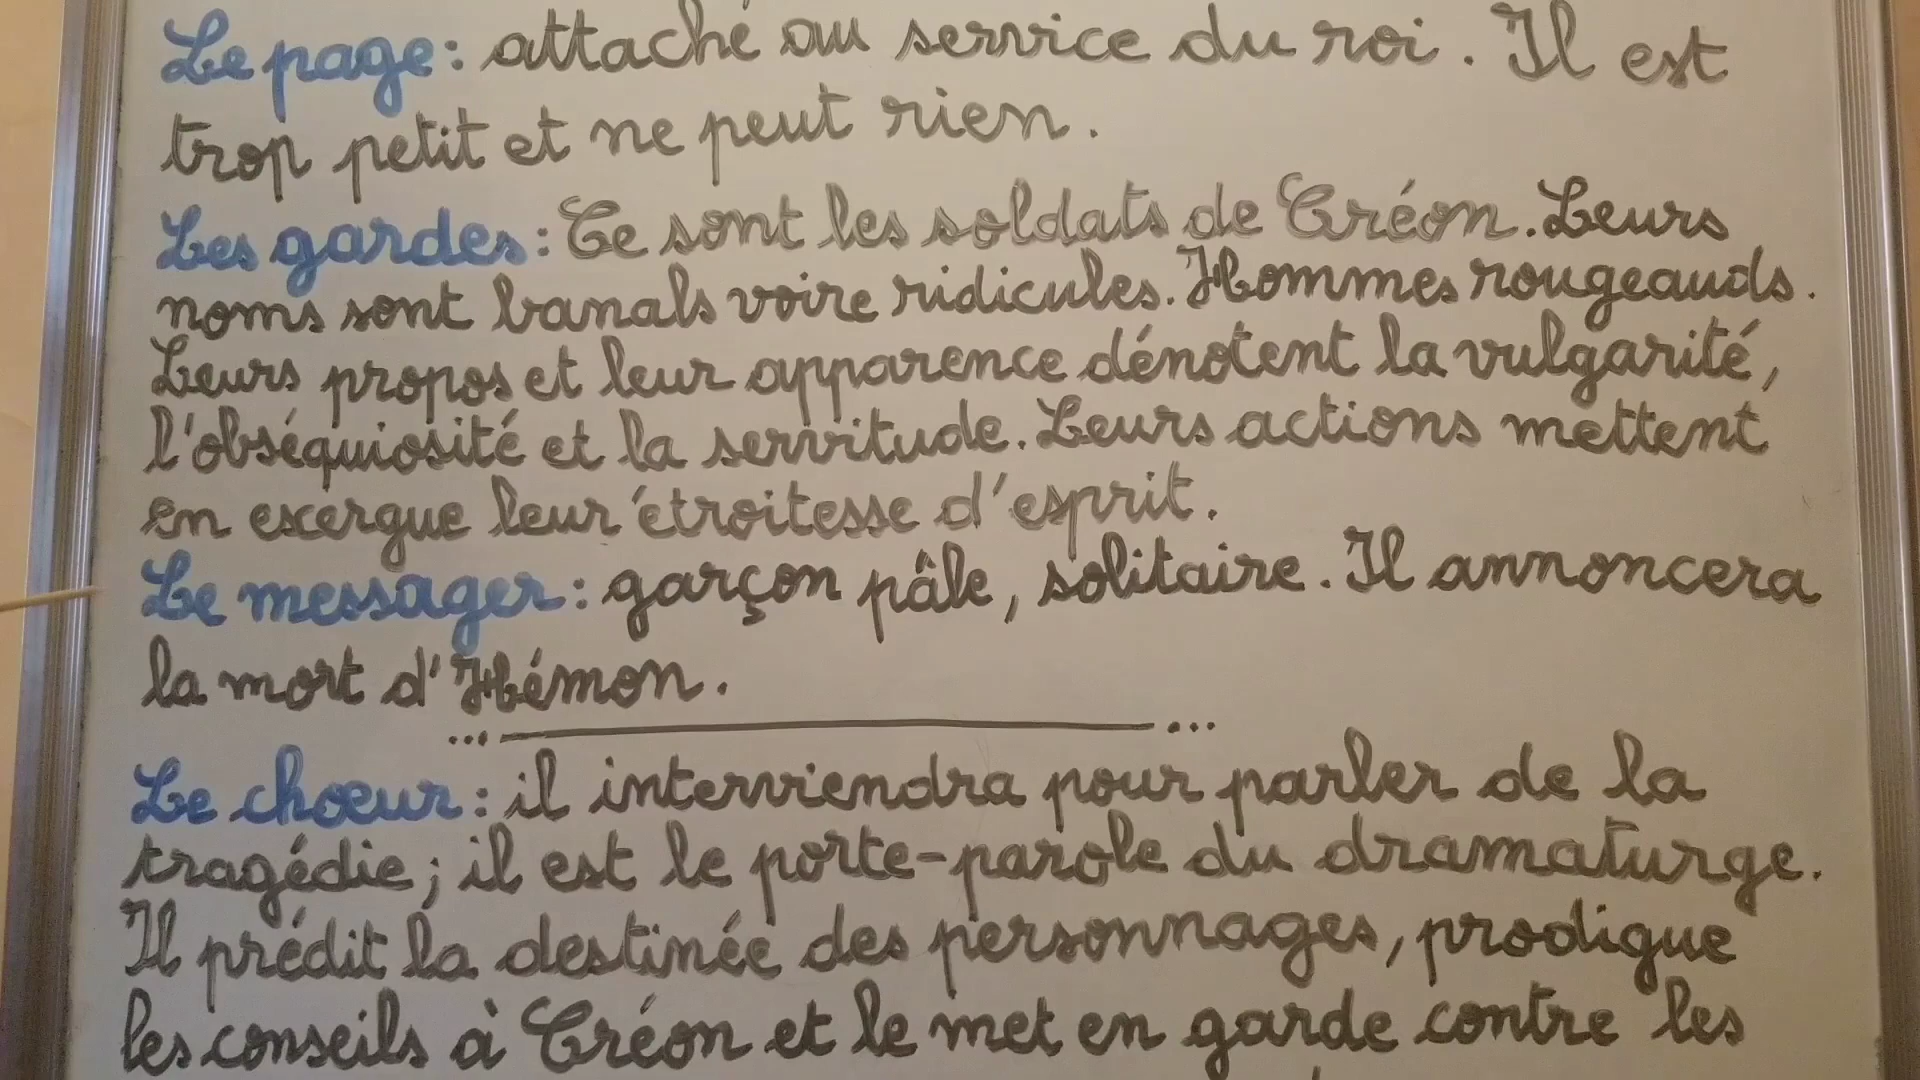 Le page : attaché au service du roi. Il est
trop petit et ne peut rien.
Les gardes : Ce sont les soldats de Créon. Leurs
noms sont banals voire ridicules. Hommes rougeauds.
Leurs propos et leur apparence dénotent la vulgarité,
l'obséquiosité et la servitude. Leurs actions mettent
en exergue leur étroitesse d'esprit.
Le messager : garçon pâle, solitaire. Il annoncera
la mort d'Hémon.
Le chœur : il interviendra pour parler de la
tragédie ; il est le porte-parole du dramaturge.
Il prédit la destinée des personnages, prodigue
les conseils à Créon et le met en garde contre les